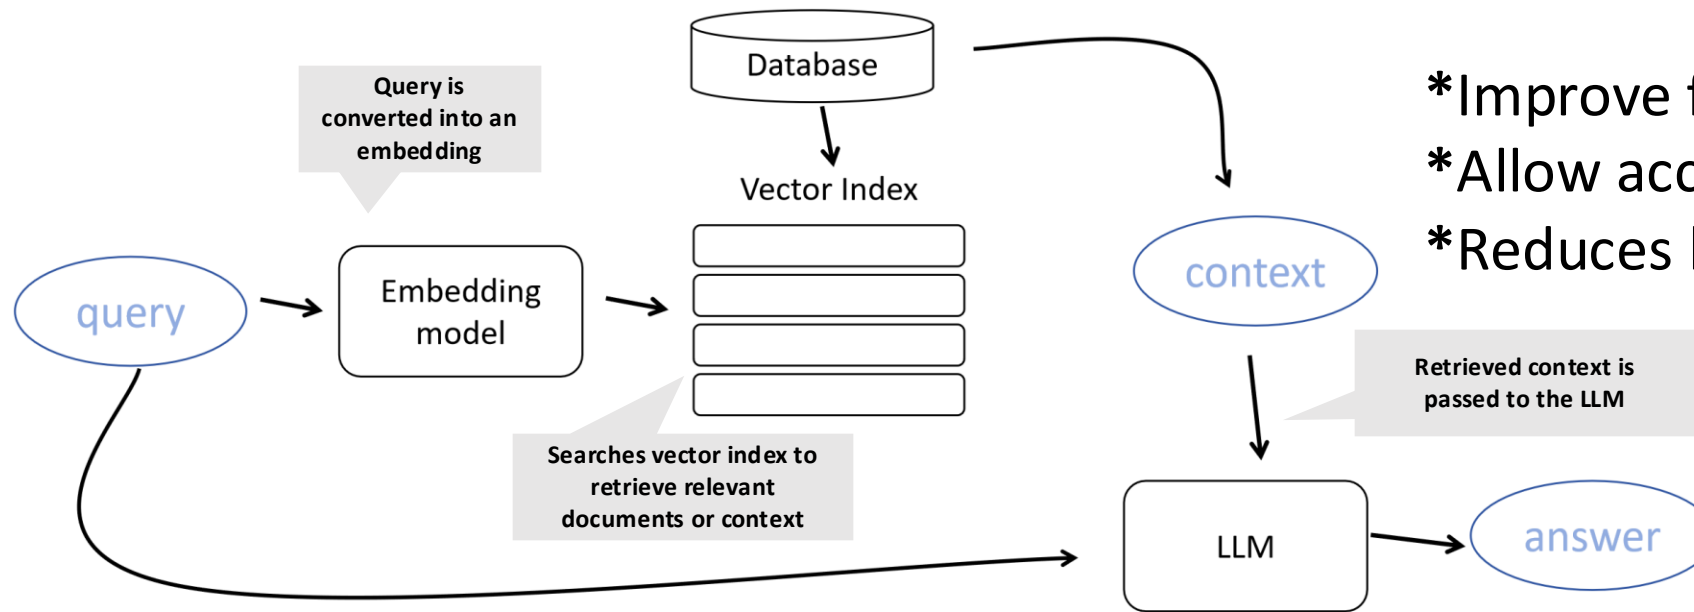 Database
Query is
converted into an
embedding
*Improve
*Allow
*Reduces
Vector Index
query
Embedding
model
context
Searches vector index to
retrieve relevant
documents or context
Retrieved context is
passed to the LLM
LLM
answer